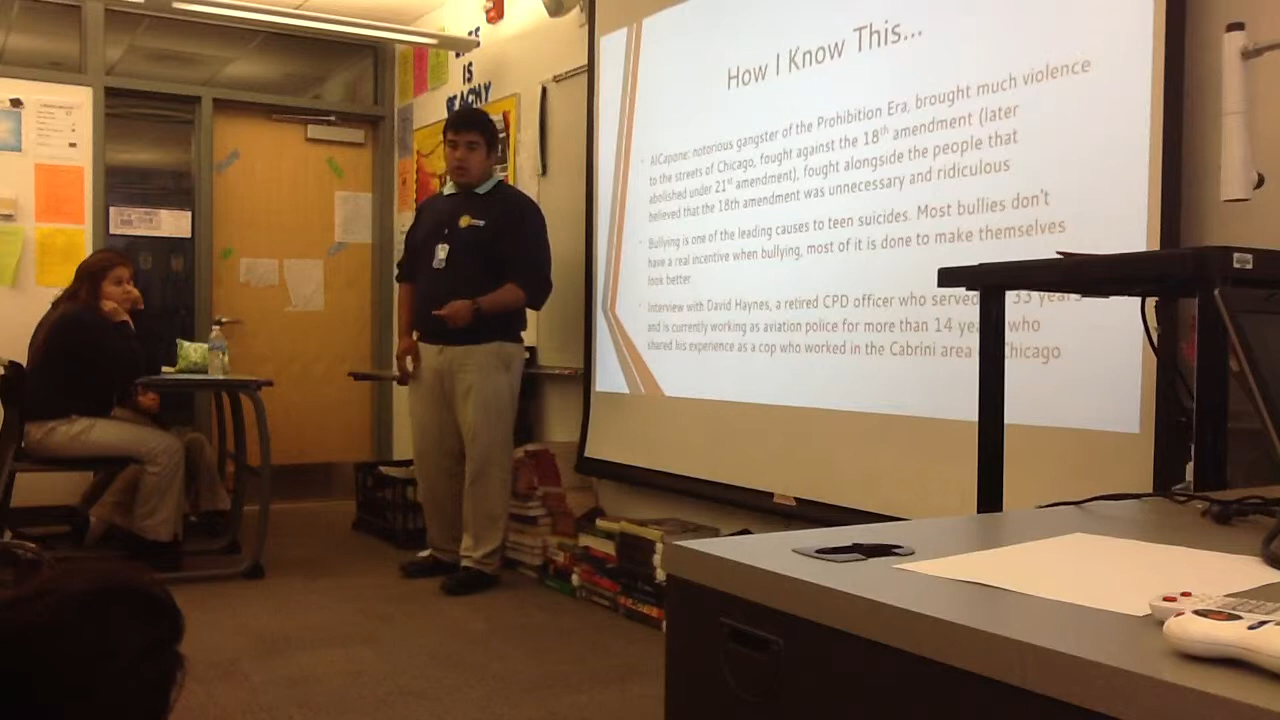 IS
PEACHY
How I Know This...
AlCapone: notorious gangster of the Prohibition Era, brought much violence
to the streets of Chicago, fought against the 18th amendment (later
abolished under 21st amendment), fought alongside the people that
believed that the 18th amendment was unnecessary and ridiculous
Bullying is one of the leading causes to teen suicides. Most bullies don't
have a real incentive when bullying, most of it is done to make themselves
look better
Interview with David Haynes, a retired CPD officer who served 33 years
and is currently working as aviation police for more than 14 years who
shared his experience as a cop who worked in the Cabrini area Chicago